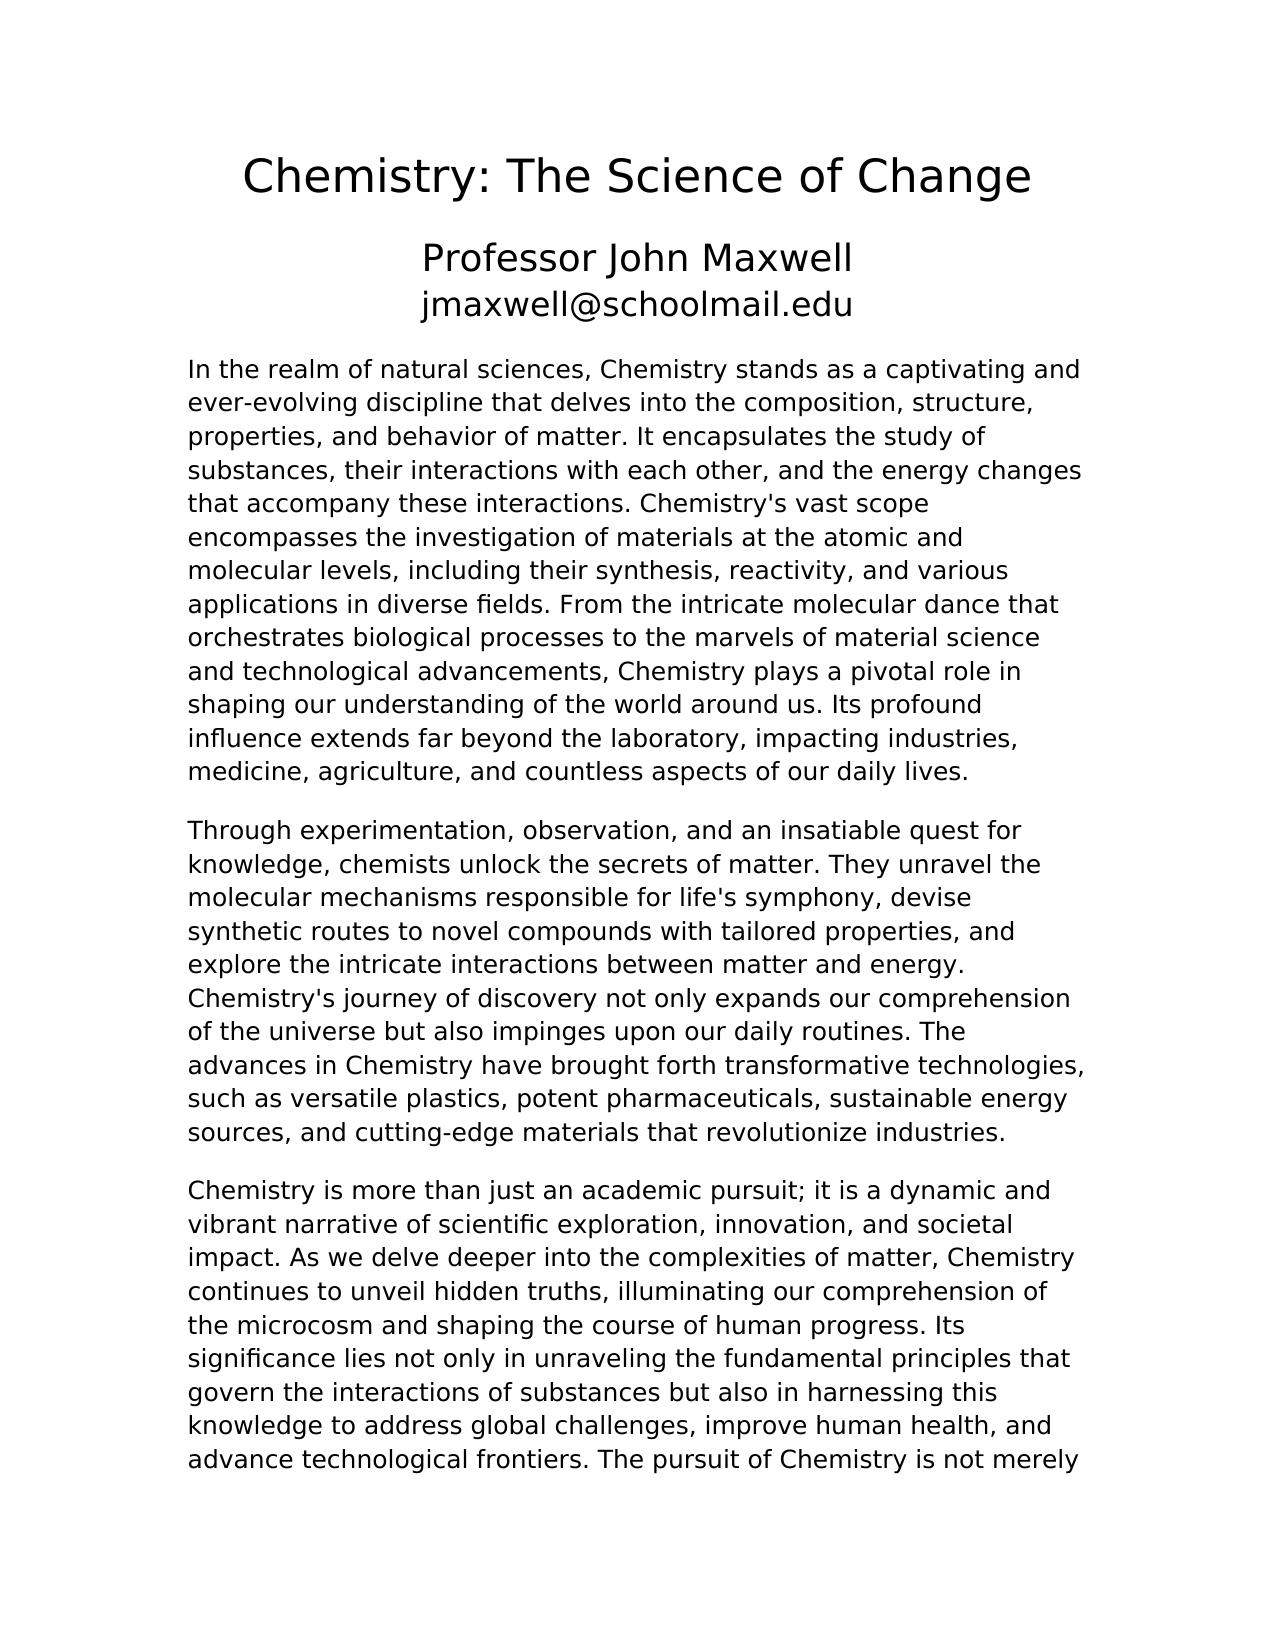 Chemistry: The Science of Change
Professor John Maxwell
jmaxwell@schoolmail.edu
In the realm of natural sciences, Chemistry stands as a captivating and
ever-evolving discipline that delves into the composition, structure,
properties, and behavior of matter. It encapsulates the study of
substances, their interactions with each other, and the energy changes
that accompany these interactions. Chemistry's vast scope
encompasses the investigation of materials at the atomic and
molecular levels, including their synthesis, reactivity, and various
applications in diverse fields. From the intricate molecular dance that
orchestrates biological processes to the marvels of material science
and technological advancements, Chemistry plays a pivotal role in
shaping our understanding of the world around us. Its profound
influence extends far beyond the laboratory, impacting industries,
medicine, agriculture, and countless aspects of our daily lives.
Through experimentation, observation, and an insatiable quest for
knowledge, chemists unlock the secrets of matter. They unravel the
molecular mechanisms responsible for life's symphony, devise
synthetic routes to novel compounds with tailored properties, and
explore the intricate interactions between matter and energy.
Chemistry's journey of discovery not only expands our comprehension
of the universe but also impinges upon our daily routines. The
advances in Chemistry have brought forth transformative technologies,
such as versatile plastics, potent pharmaceuticals, sustainable energy
sources, and cutting-edge materials that revolutionize industries.
Chemistry is more than just an academic pursuit; it is a dynamic and
vibrant narrative of scientific exploration, innovation, and societal
impact. As we delve deeper into the complexities of matter, Chemistry
continues to unveil hidden truths, illuminating our comprehension of
the microcosm and shaping the course of human progress. Its
significance lies not only in unraveling the fundamental principles that
govern the interactions of substances but also in harnessing this
knowledge to address global challenges, improve human health, and
advance technological frontiers. The pursuit of Chemistry is not merely